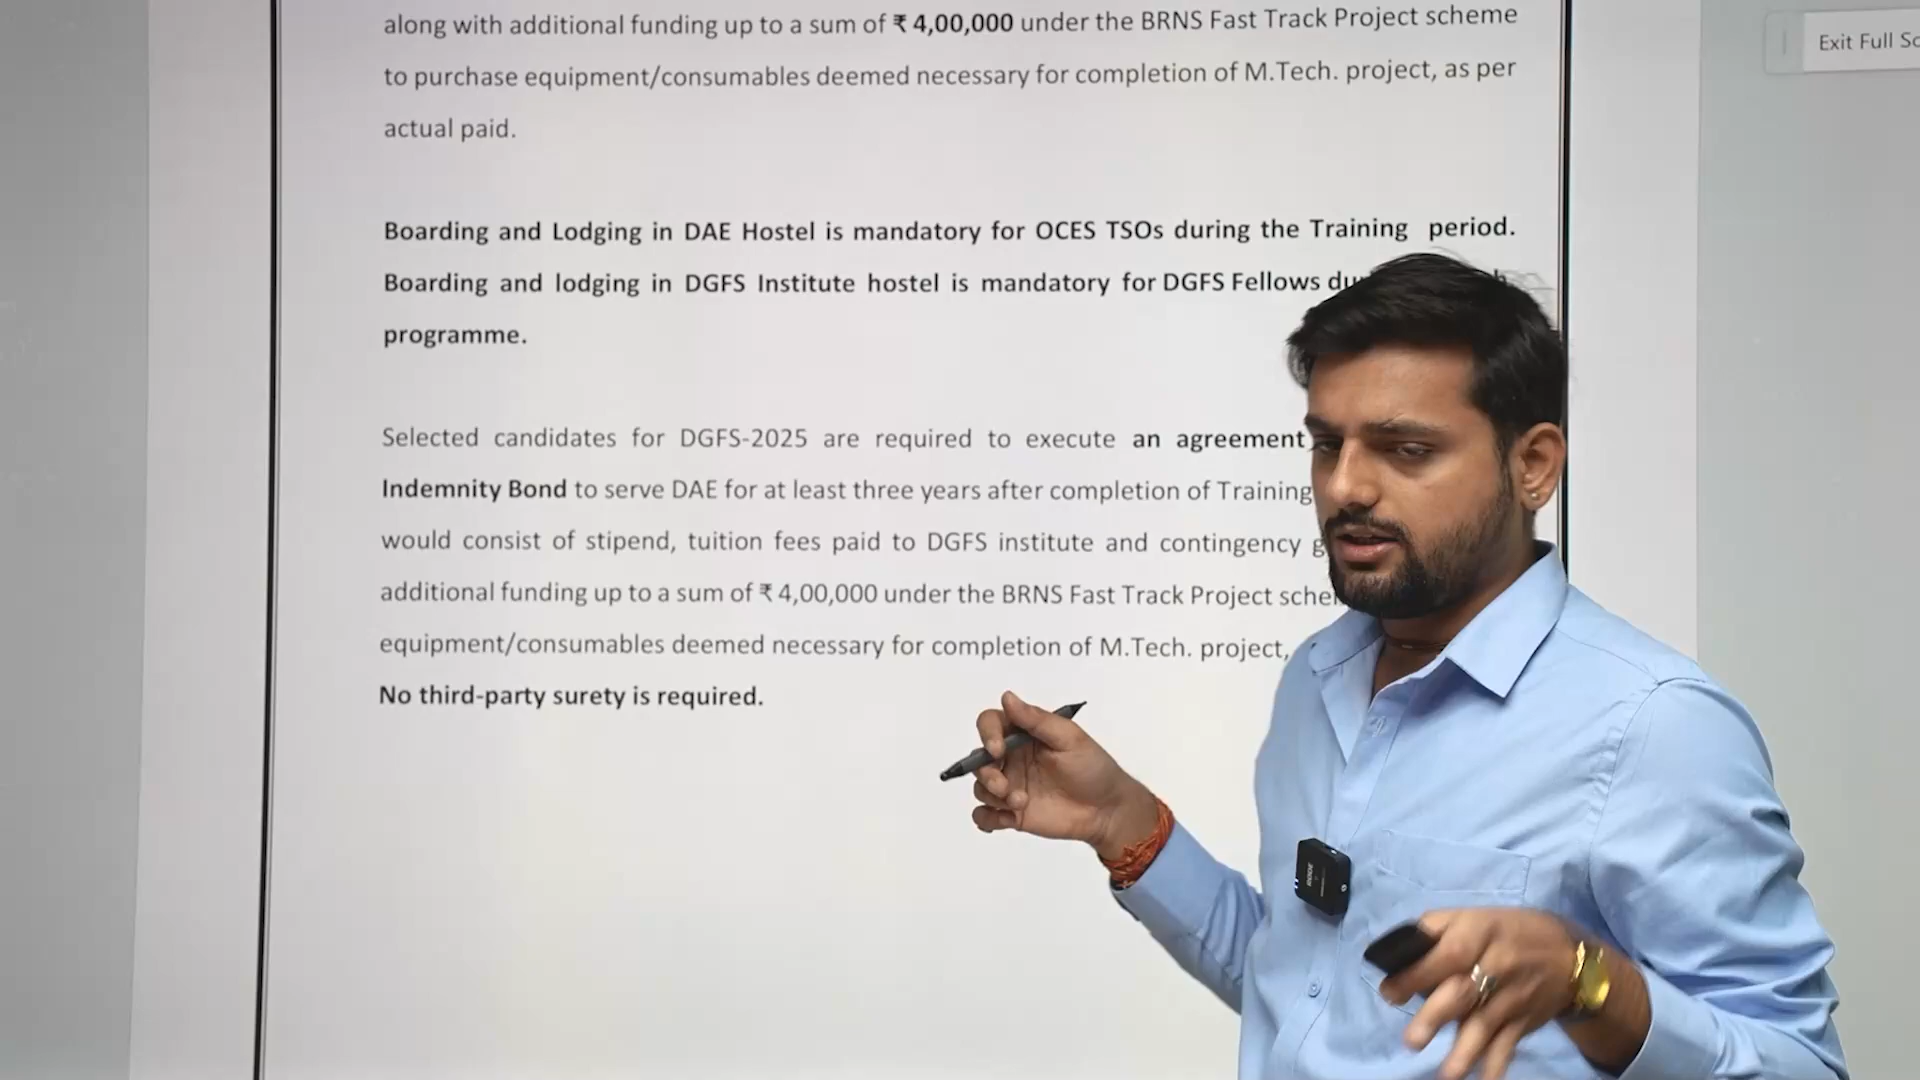 along with additional funding up to a sum of ₹ 4,00,000 under the BRNS Fast Track Project scheme
Exit Full Sc
to purchase equipment/consumables deemed necessary for completion of M.Tech. project, as per
actual paid.
Boarding and Lodging in DAE Hostel is mandatory for OCES TSOs during the Training period.
Boarding and lodging in DGFS Institute hostel is mandatory for DGFS Fellows du
programme.
Selected candidates for DGFS-2025 are required to execute an agreement
Indemnity Bond to serve DAE for at least three years after completion of Training
would consist of stipend, tuition fees paid to DGFS institute and contingency g
additional funding up to a sum of ₹ 4,00,000 under the BRNS Fast Track Project sche
equipment/consumables deemed necessary for completion of M.Tech. project,
No third-party surety is required.
RODE